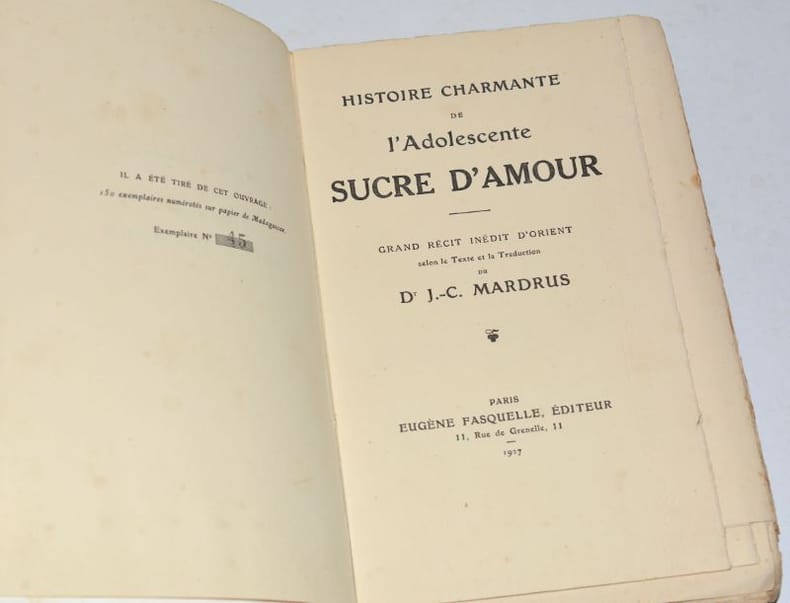 IL A ÉTÉ TIRÉ DE CET OUVRAGE :
150 exemplaires numérotés sur papier de Madagascar.
Exemplaire N° 45
HISTOIRE CHARMANTE
DE
l'Adolescente
SUCRE D'AMOUR
GRAND RÉCIT INÉDIT D'ORIENT
selon le Texte et la Traduction
DU
Dr J.-C. MARDRUS
PARIS
EUGÈNE FASQUELLE, ÉDITEUR
11, Rue de Grenelle, 11
1927